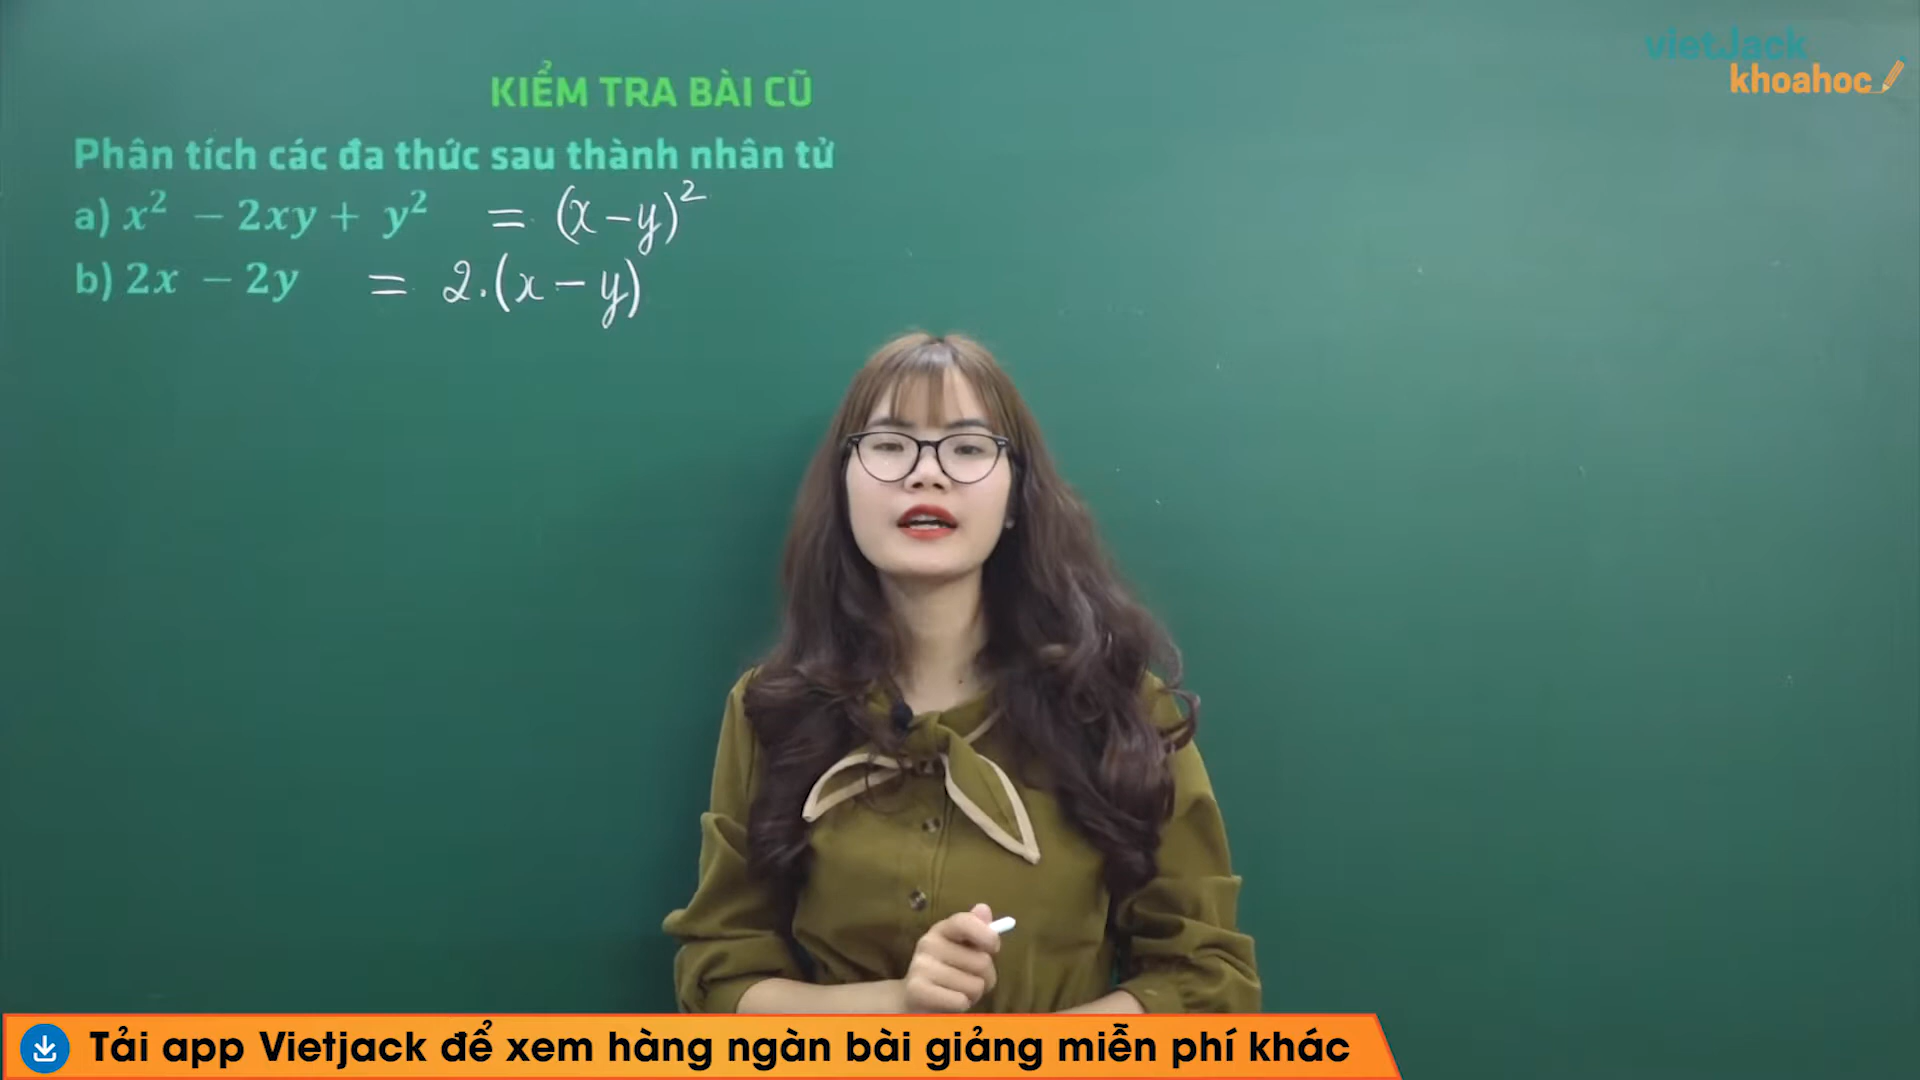 vietJack
khoahoc
KIỂM TRA BÀI CŨ
Phân tích các đa thức sau thành nhân tử
a) x² − 2xy + y² = (x − y)²
b) 2x − 2y = 2.(x − y)
Tải app Vietjack để xem hàng ngàn bài giảng miễn phí khác